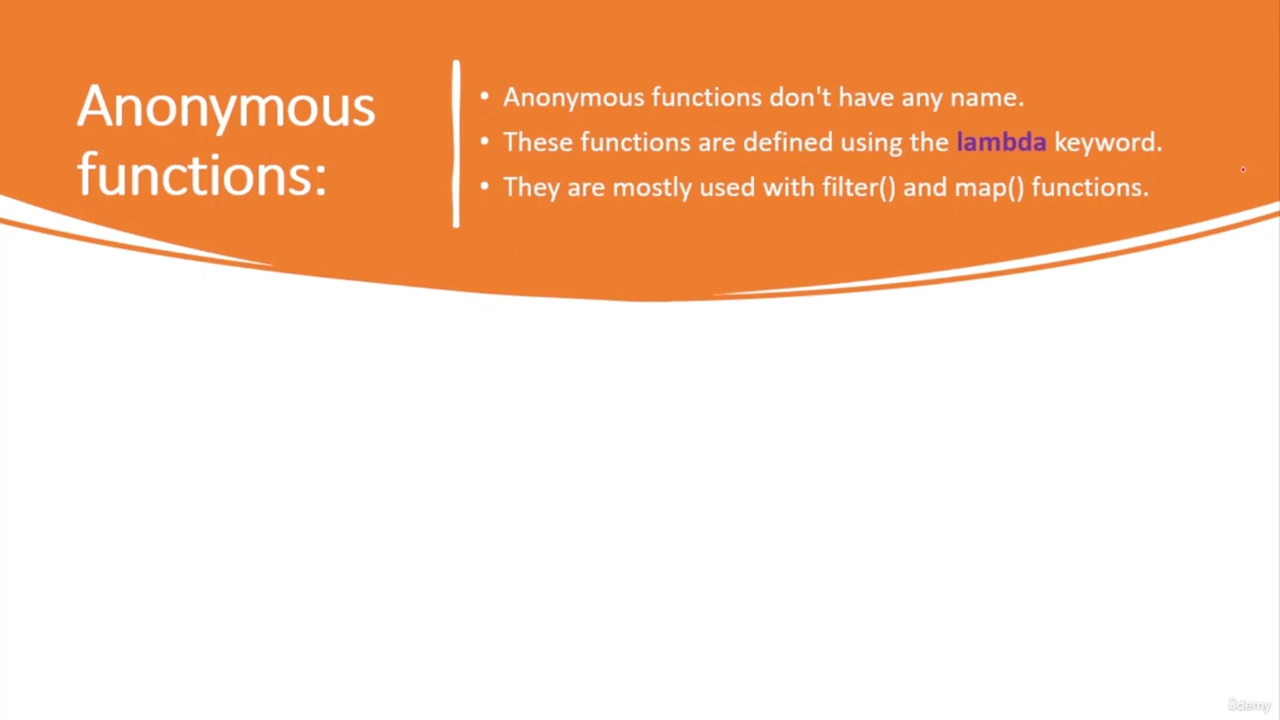 Anonymous
functions:
• Anonymous functions don't have any name.
• These functions are defined using the lambda keyword.
• They are mostly used with filter() and map() functions.
ûdemy